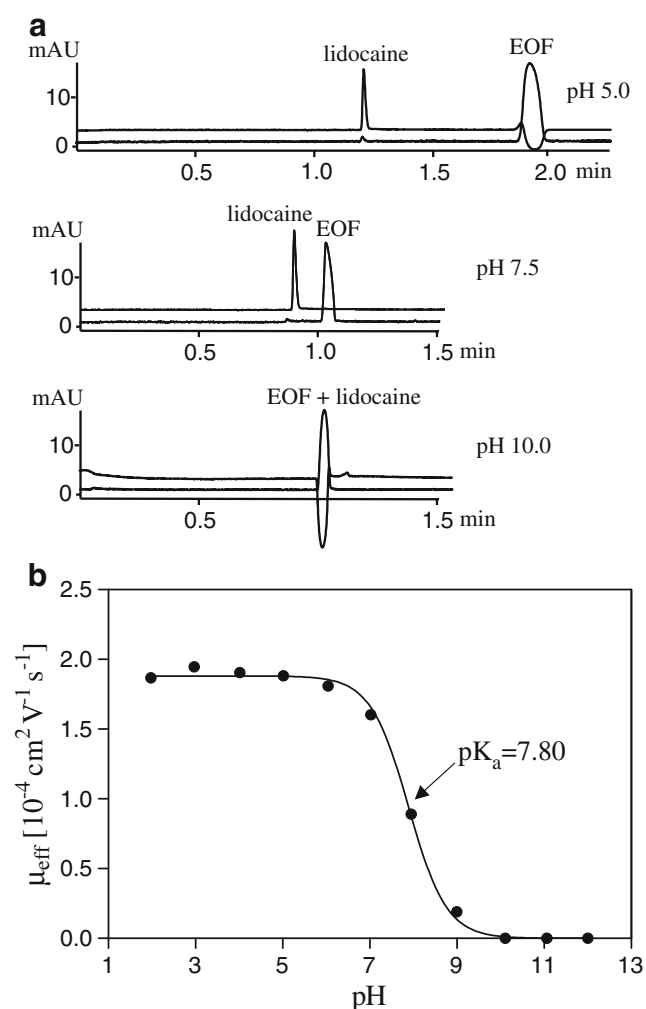 a
mAU
lidocaine
EOF
pH 5.0
10
0
0.5 1.0 1.5 2.0 min
mAU
lidocaine
EOF
pH 7.5
10
0
0.5 1.0 1.5 min
mAU
EOF + lidocaine
pH 10.0
10
0
0.5 1.5 min
b
2.5
2.0
1.5
1.0
0.5
0.0
μeff [10-4 cm2 V-1 s-1]
pKa=7.80
1 3 5 7 9 11 13
pH